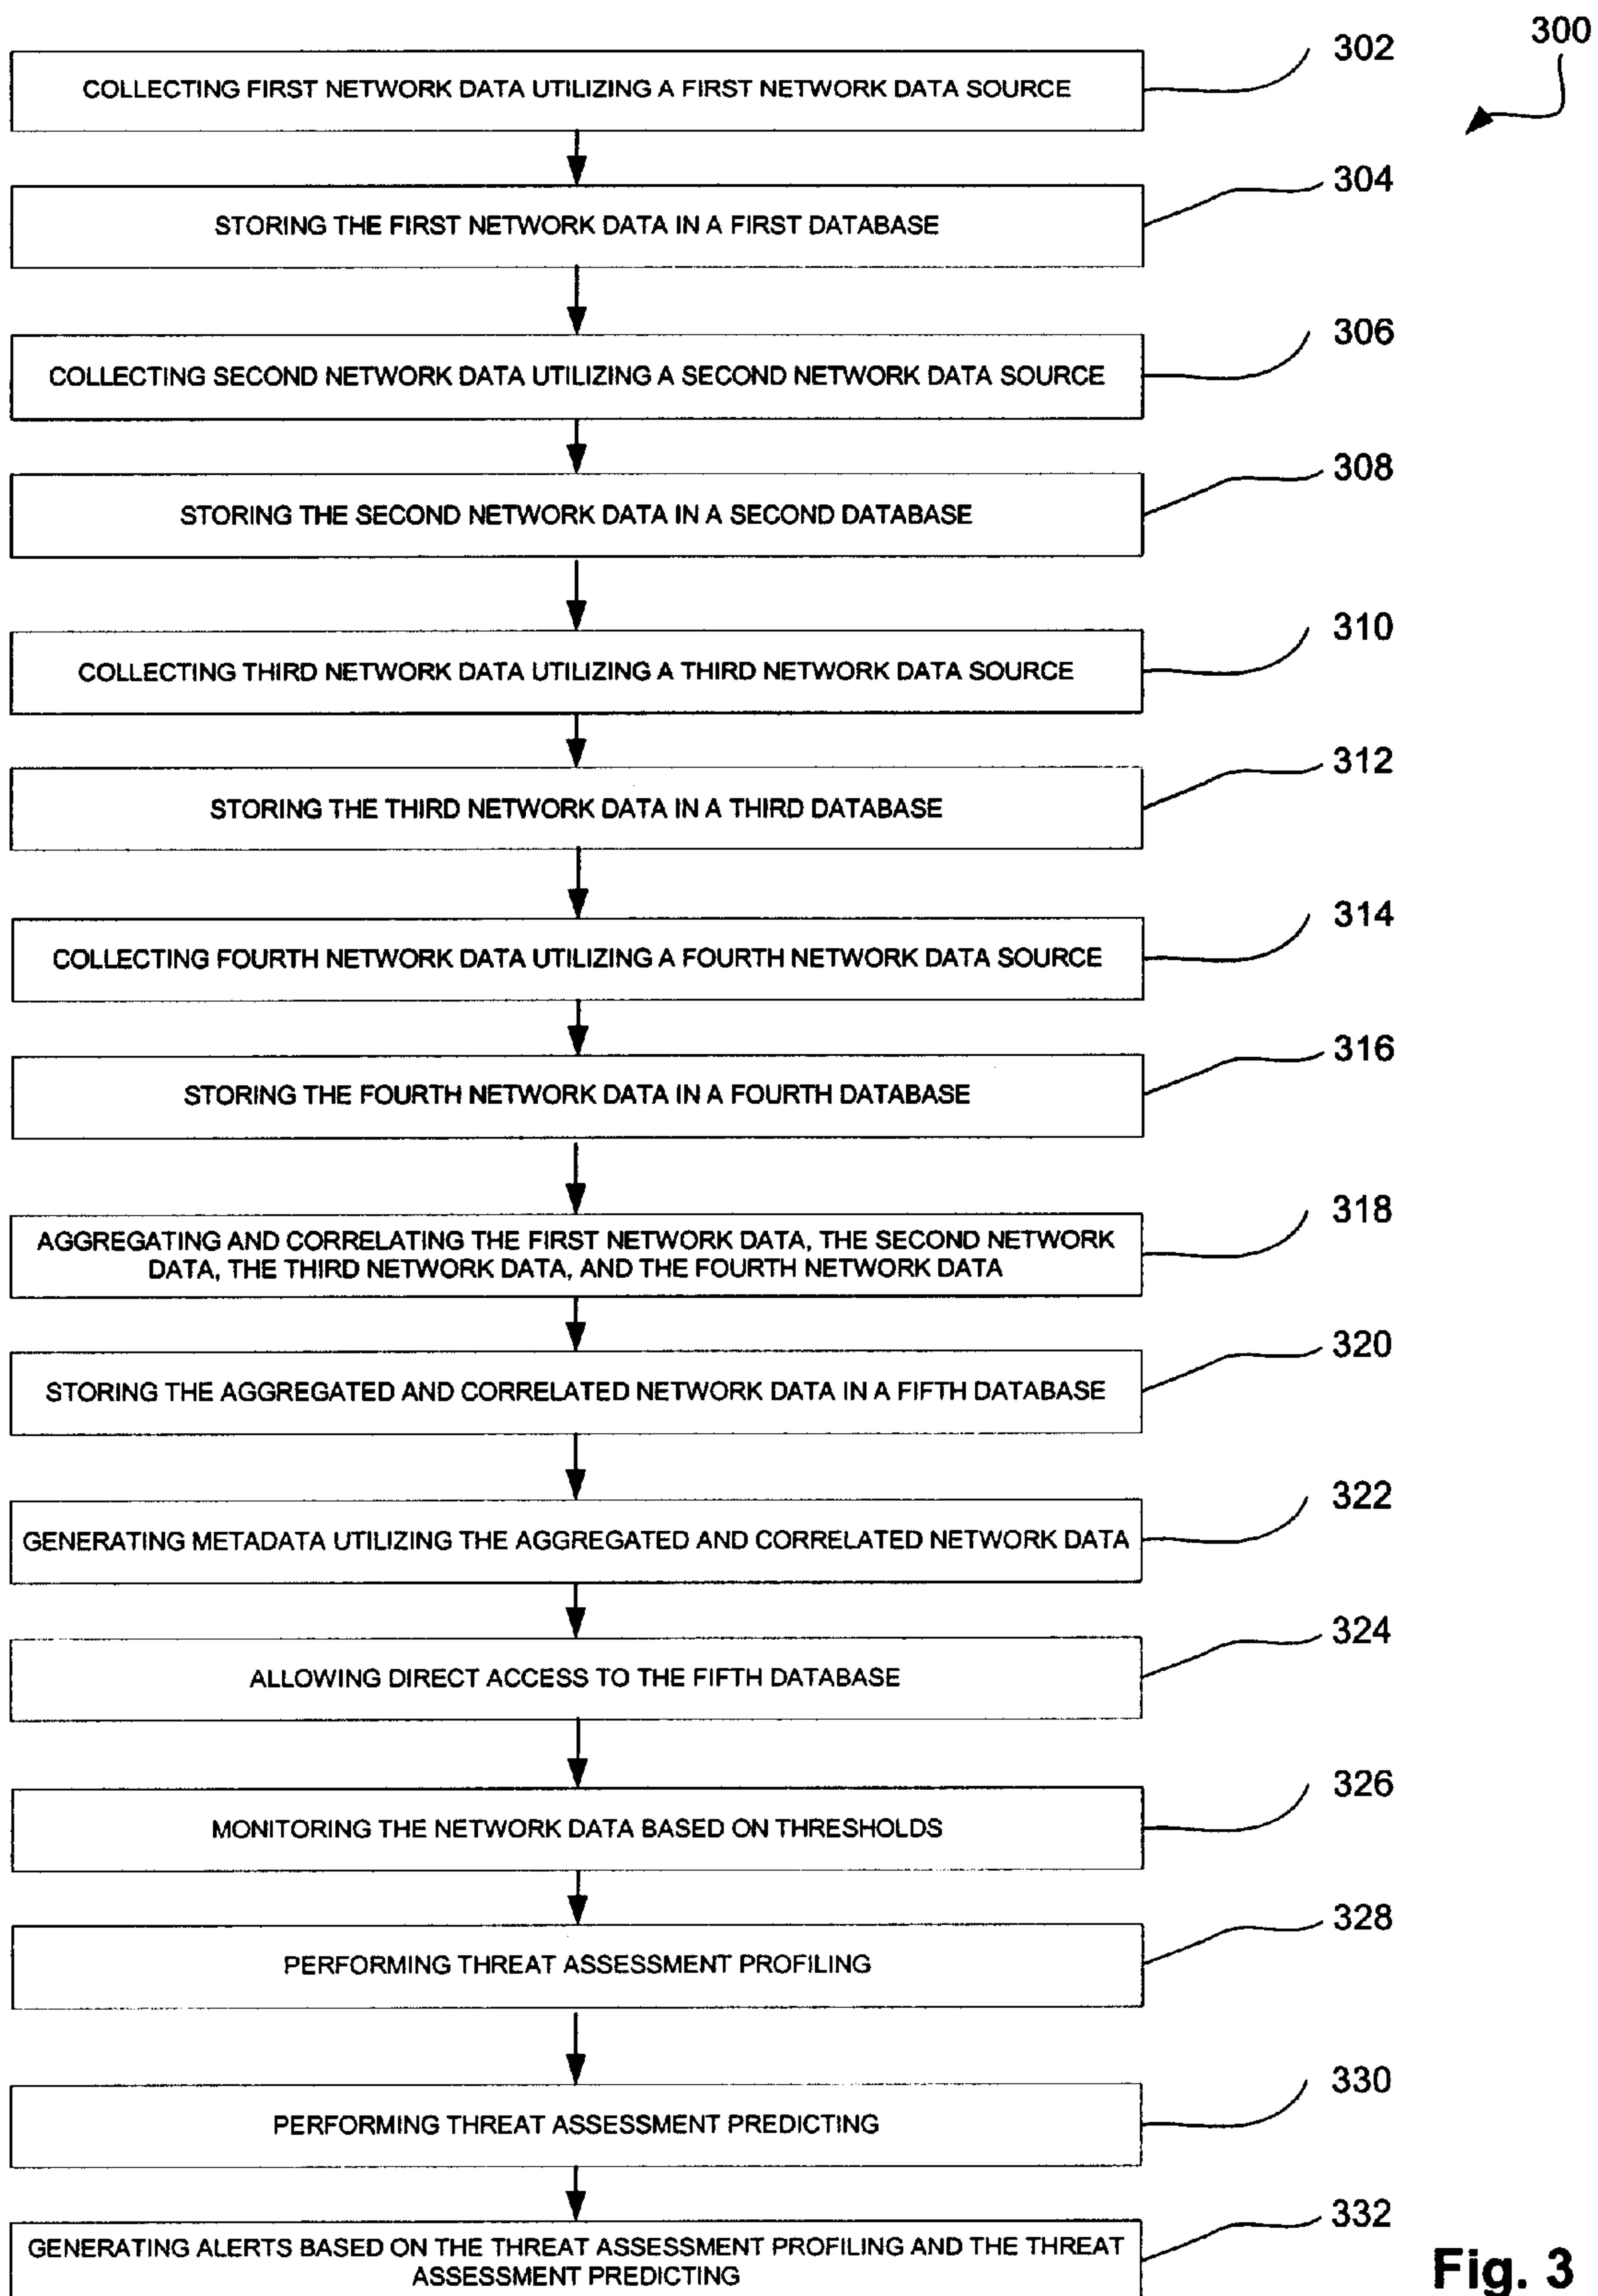 300
COLLECTING FIRST NETWORK DATA UTILIZING A FIRST NETWORK DATA SOURCE
302
STORING THE FIRST NETWORK DATA IN A FIRST DATABASE
304
COLLECTING SECOND NETWORK DATA UTILIZING A SECOND NETWORK DATA SOURCE
306
STORING THE SECOND NETWORK DATA IN A SECOND DATABASE
308
COLLECTING THIRD NETWORK DATA UTILIZING A THIRD NETWORK DATA SOURCE
310
STORING THE THIRD NETWORK DATA IN A THIRD DATABASE
312
COLLECTING FOURTH NETWORK DATA UTILIZING A FOURTH NETWORK DATA SOURCE
314
STORING THE FOURTH NETWORK DATA IN A FOURTH DATABASE
316
AGGREGATING AND CORRELATING THE FIRST NETWORK DATA, THE SECOND NETWORK
DATA, THE THIRD NETWORK DATA, AND THE FOURTH NETWORK DATA
318
STORING THE AGGREGATED AND CORRELATED NETWORK DATA IN A FIFTH DATABASE
320
GENERATING METADATA UTILIZING THE AGGREGATED AND CORRELATED NETWORK DATA
322
ALLOWING DIRECT ACCESS TO THE FIFTH DATABASE
324
MONITORING THE NETWORK DATA BASED ON THRESHOLDS
326
PERFORMING THREAT ASSESSMENT PROFILING
328
PERFORMING THREAT ASSESSMENT PREDICTING
330
GENERATING ALERTS BASED ON THE THREAT ASSESSMENT PROFILING AND THE THREAT
ASSESSMENT PREDICTING
332
Fig. 3